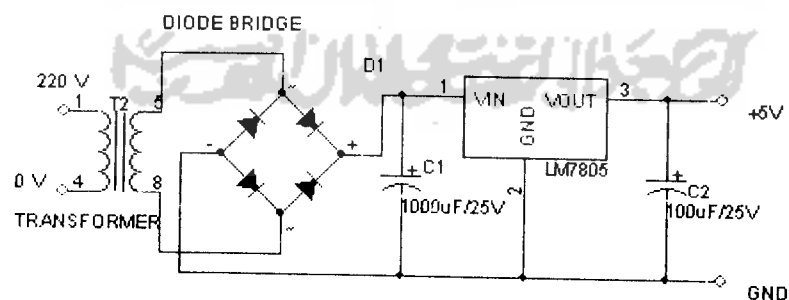 DIODE BRIDGE
D1
220 V
1
T2
5
~
1
VIN
VOUT
3
+5V
-
+
GND
LM7805
+
C1
1000uF/25V
2
+
C2
100uF/25V
0 V
4
8
TRANSFORMER
~
GND